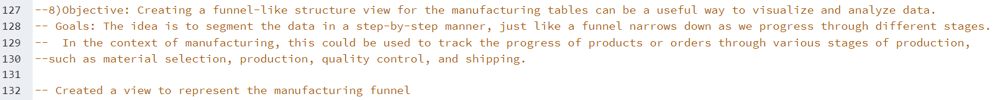 127 --8)Objective: Creating a funnel-like structure view for the manufacturing tables can be a useful way to visualize and analyze data.
128 -- Goals: The idea is to segment the data in a step-by-step manner, just like a funnel narrows down as we progress through different stages.
129 --  In the context of manufacturing, this could be used to track the progress of products or orders through various stages of production,
130 --such as material selection, production, quality control, and shipping.
131
132 -- Created a view to represent the manufacturing funnel